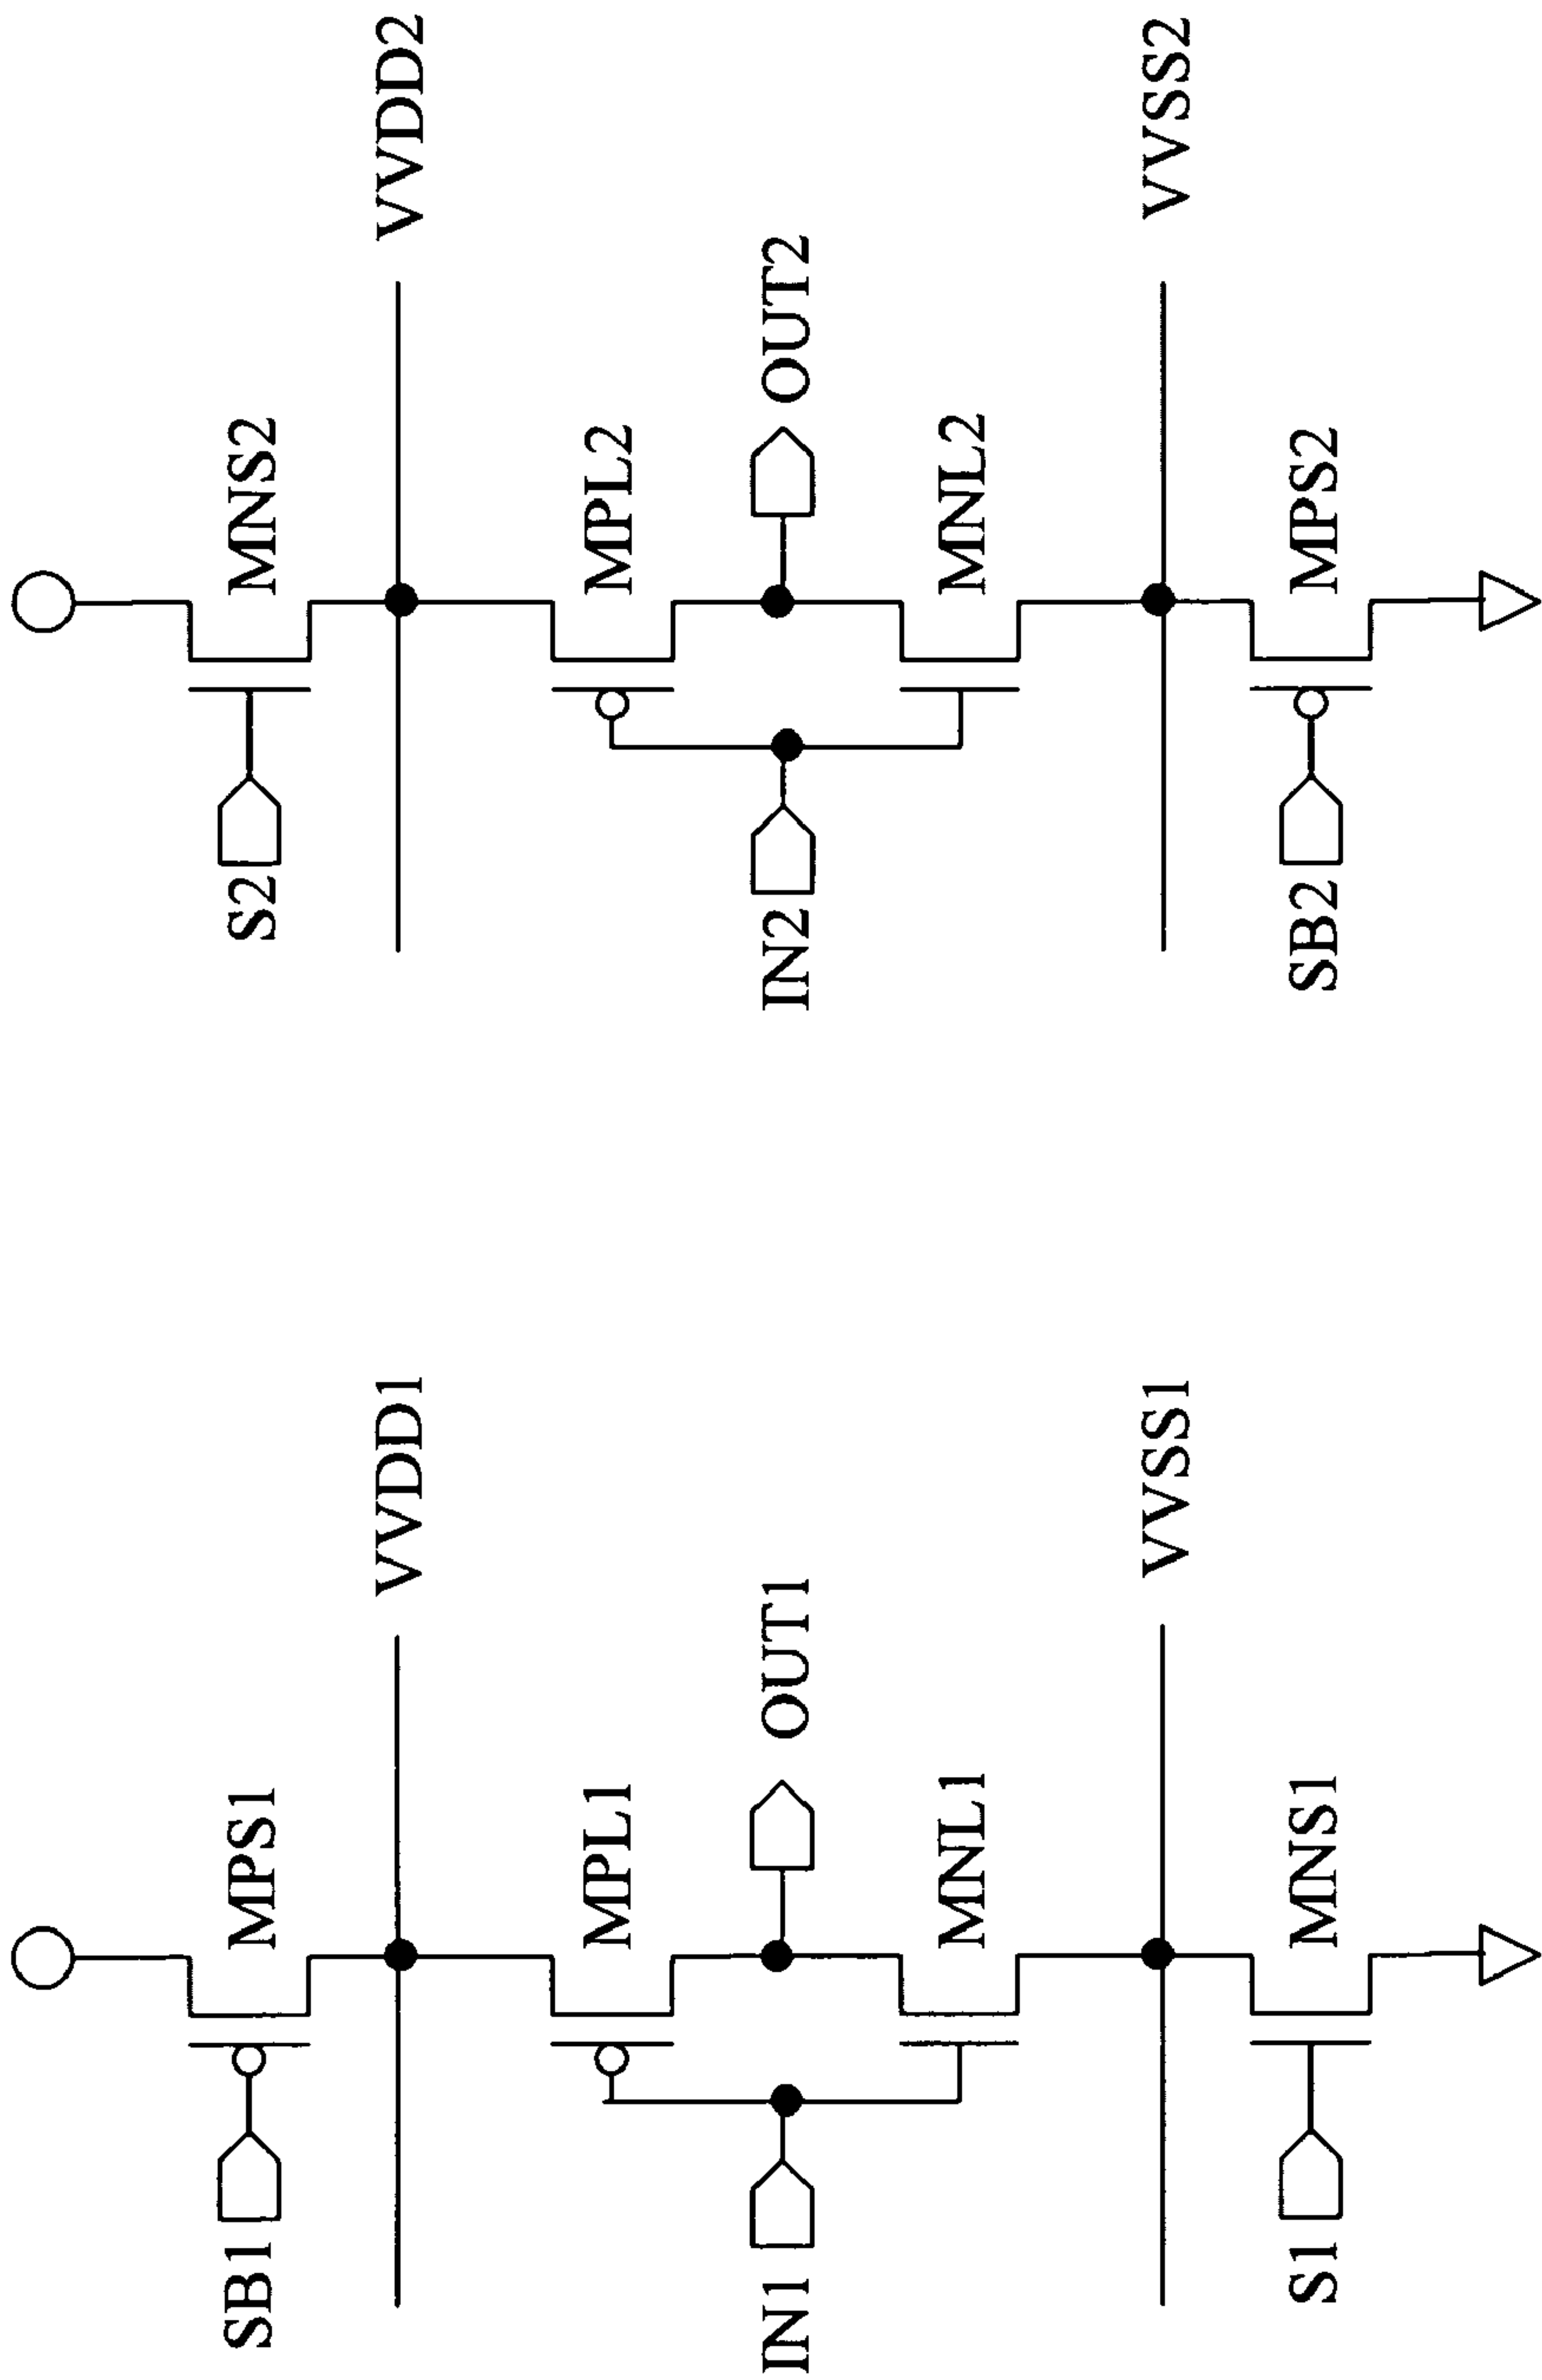 SB1
MPS1
VVDD1
MPL1
IN1
OUT1
MNL1
VVSS1
S1
MNS1
S2
MNS2
VVDD2
MPL2
IN2
OUT2
MNL2
VVSS2
SB2
MPS2